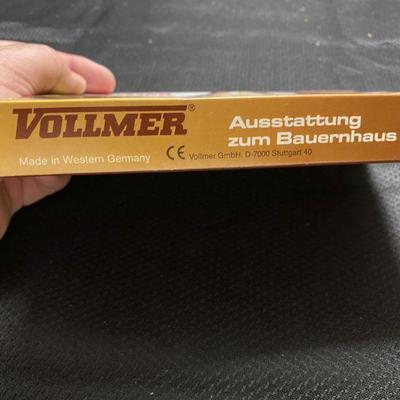 VOLLMER®
Made in Western Germany
CE Vollmer GmbH. D-7000 Stuttgart 40
Ausstattung
zum Bauernhaus